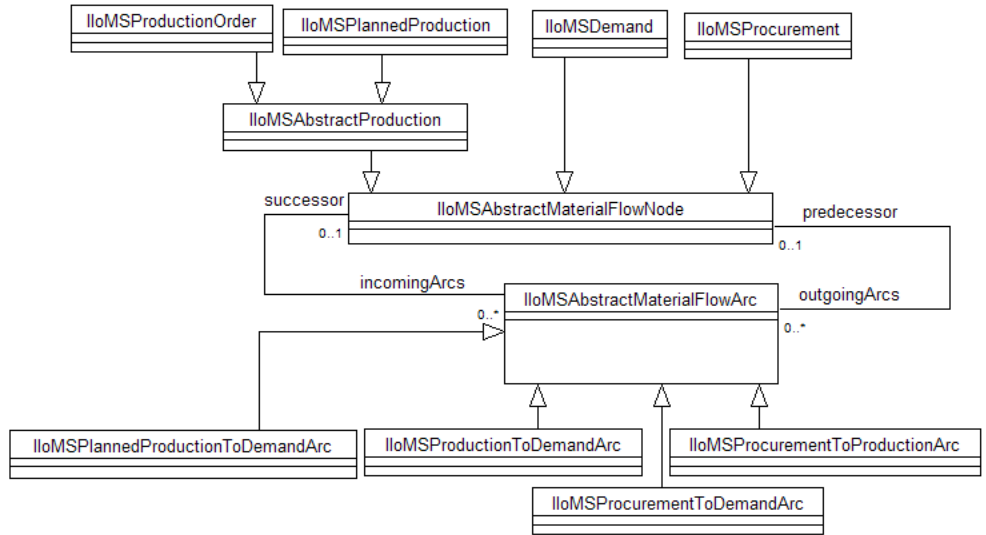 IloMSProductionOrder
IloMSPlannedProduction
IloMSDemand
IloMSProcurement
IloMSAbstractProduction
successor
IloMSAbstractMaterialFlowNode
predecessor
0..1
0..1
incomingArcs
IloMSAbstractMaterialFlowArc
outgoingArcs
0..*
0..*
IloMSPlannedProductionToDemandArc
IloMSProductionToDemandArc
IloMSProcurementToProductionArc
IloMSProcurementToDemandArc